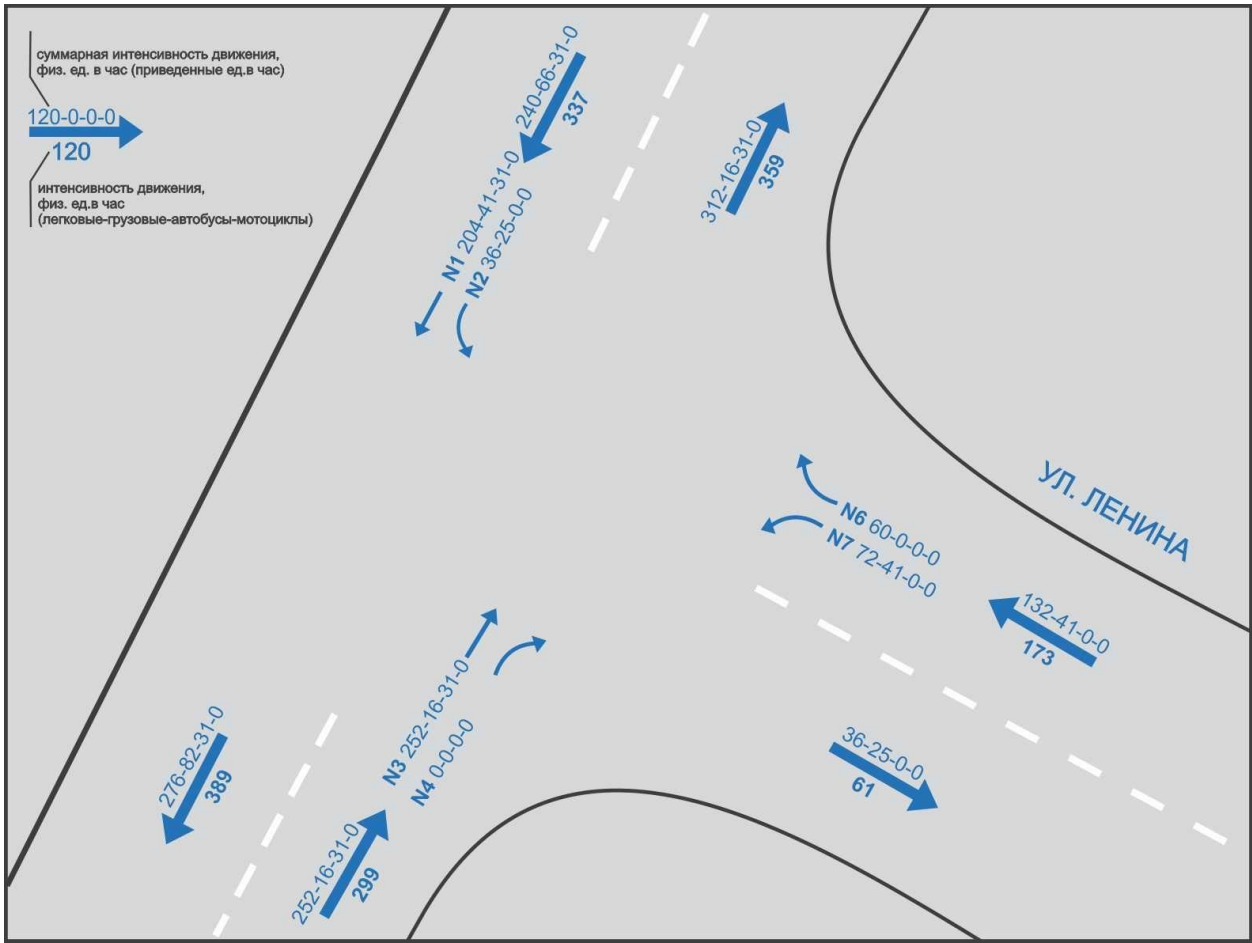 суммарная интенсивность движения,
физ. ед. в час (приведенные ед.в час)
120-0-0-0
120
интенсивность движения,
физ. ед.в час
(легковые-грузовые-автобусы-мотоциклы)
240-66-31-0
337
312-16-31-0
359
N1 204-41-31-0
N2 36-25-0-0
УЛ. ЛЕНИНА
N6 60-0-0-0
N7 72-41-0-0
132-41-0-0
173
36-25-0-0
61
N3 252-16-31-0
N4 0-0-0-0
276-82-31-0
389
252-16-31-0
299